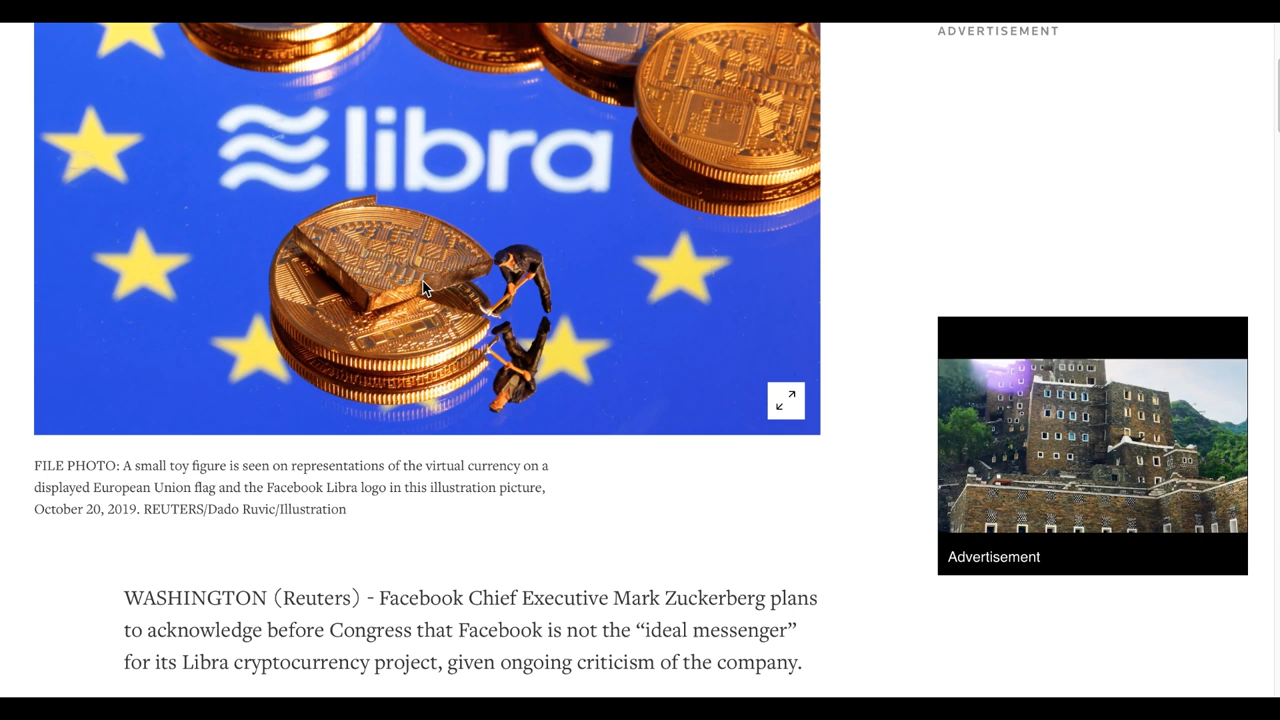 ADVERTISEMENT
libra
FILE PHOTO: A small toy figure is seen on representations of the virtual currency on a
displayed European Union flag and the Facebook Libra logo in this illustration picture,
October 20, 2019. REUTERS/Dado Ruvic/Illustration
Advertisement
WASHINGTON (Reuters) - Facebook Chief Executive Mark Zuckerberg plans
to acknowledge before Congress that Facebook is not the “ideal messenger”
for its Libra cryptocurrency project, given ongoing criticism of the company.